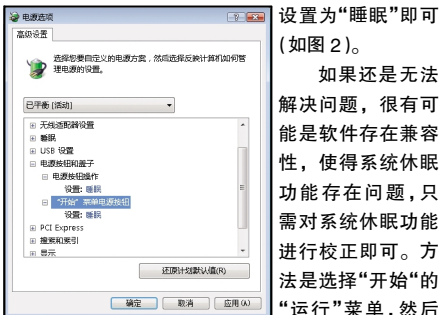 电源选项
高级设置
选择您要自定义的电源方案，然后选择反映计算机如何管
理电源的设置。
已平衡 [活动]
无线适配器设置
睡眠
USB 设置
电源按钮和盖子
电源按钮操作
设置: 睡眠
“开始”菜单电源按钮
设置: 睡眠
PCI Express
搜索和索引
显示
还原计划默认值(R)
确定 取消 应用(A)
设置为“睡眠”即可
(如图 2)。
如果还是无法
解决问题，很有可
能是软件存在兼容
性，使得系统休眠
功能存在问题，只
需对系统休眠功能
进行校正即可。方
法是选择“开始“的
“运行”菜单，然后